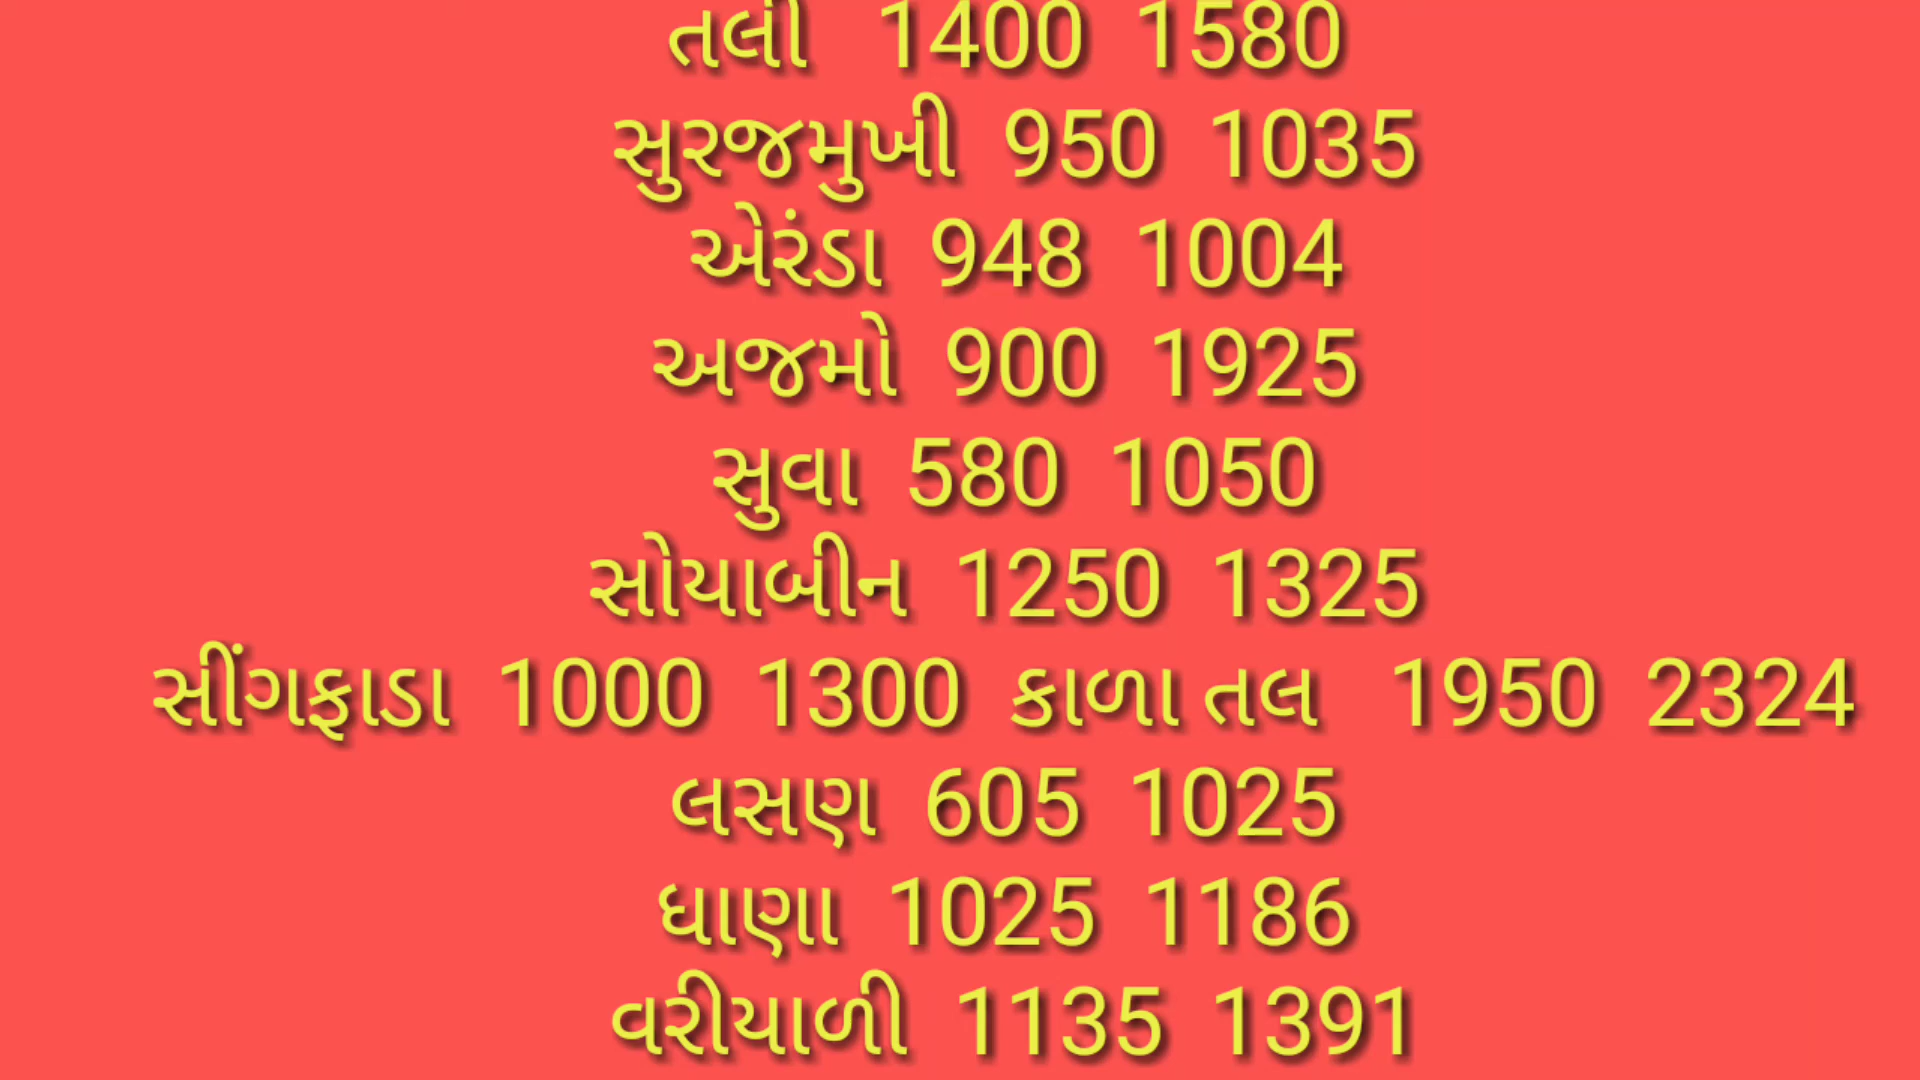 તલી 1400 1580
સુરજમુખી 950 1035
એરંડા 948 1004
અજમો 900 1925
સુવા 580 1050
સોયાબીન 1250 1325
સીંગફાડા 1000 1300 કાળા તલ 1950 2324
લસણ 605 1025
ધાણા 1025 1186
વરીયાળી 1135 1391